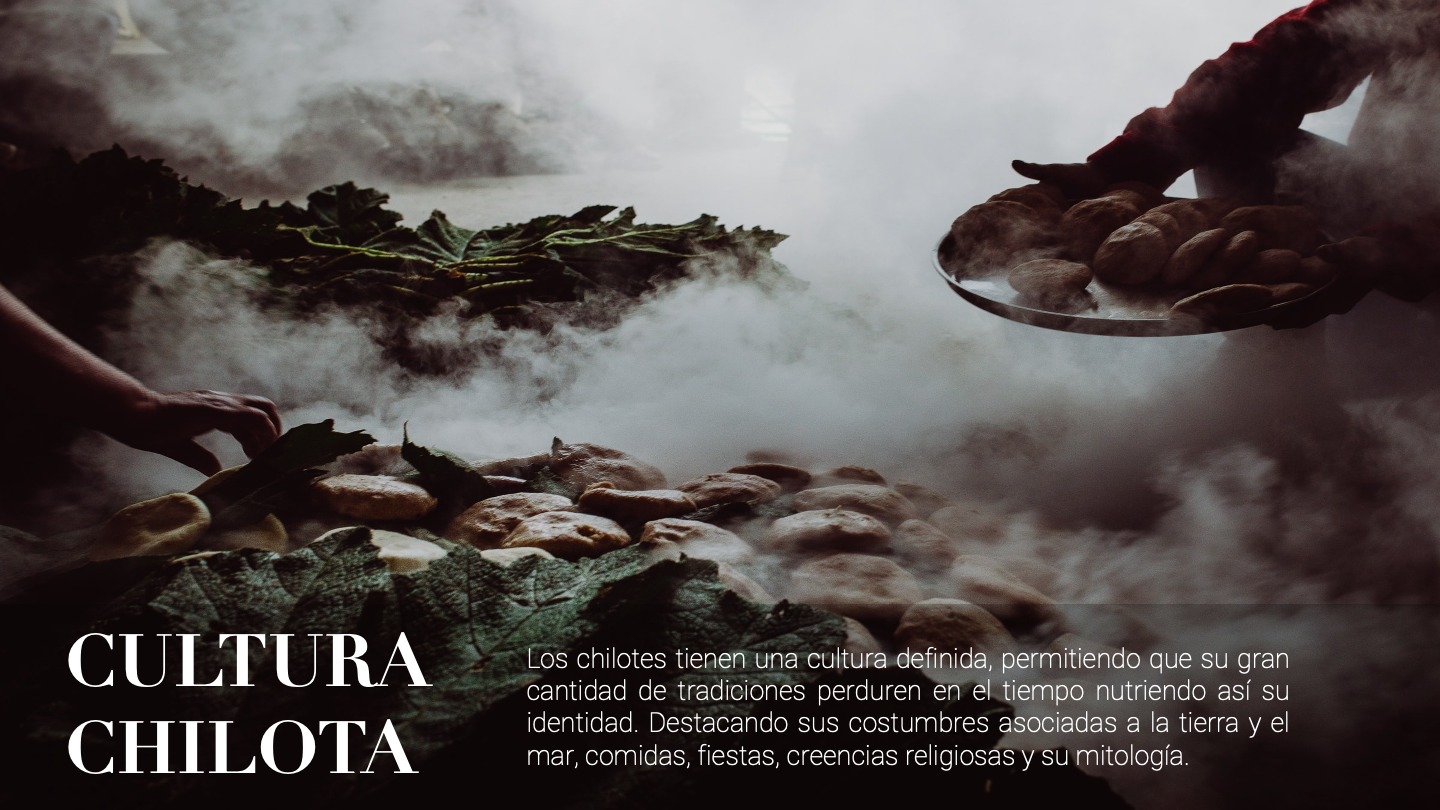 CULTURA
CHILOTA
Los chilotes tienen una cultura definida, permitiendo que su gran
cantidad de tradiciones perduren en el tiempo nutriendo así su
identidad. Destacando sus costumbres asociadas a la tierra y el
mar, comidas, fiestas, creencias religiosas y su mitología.